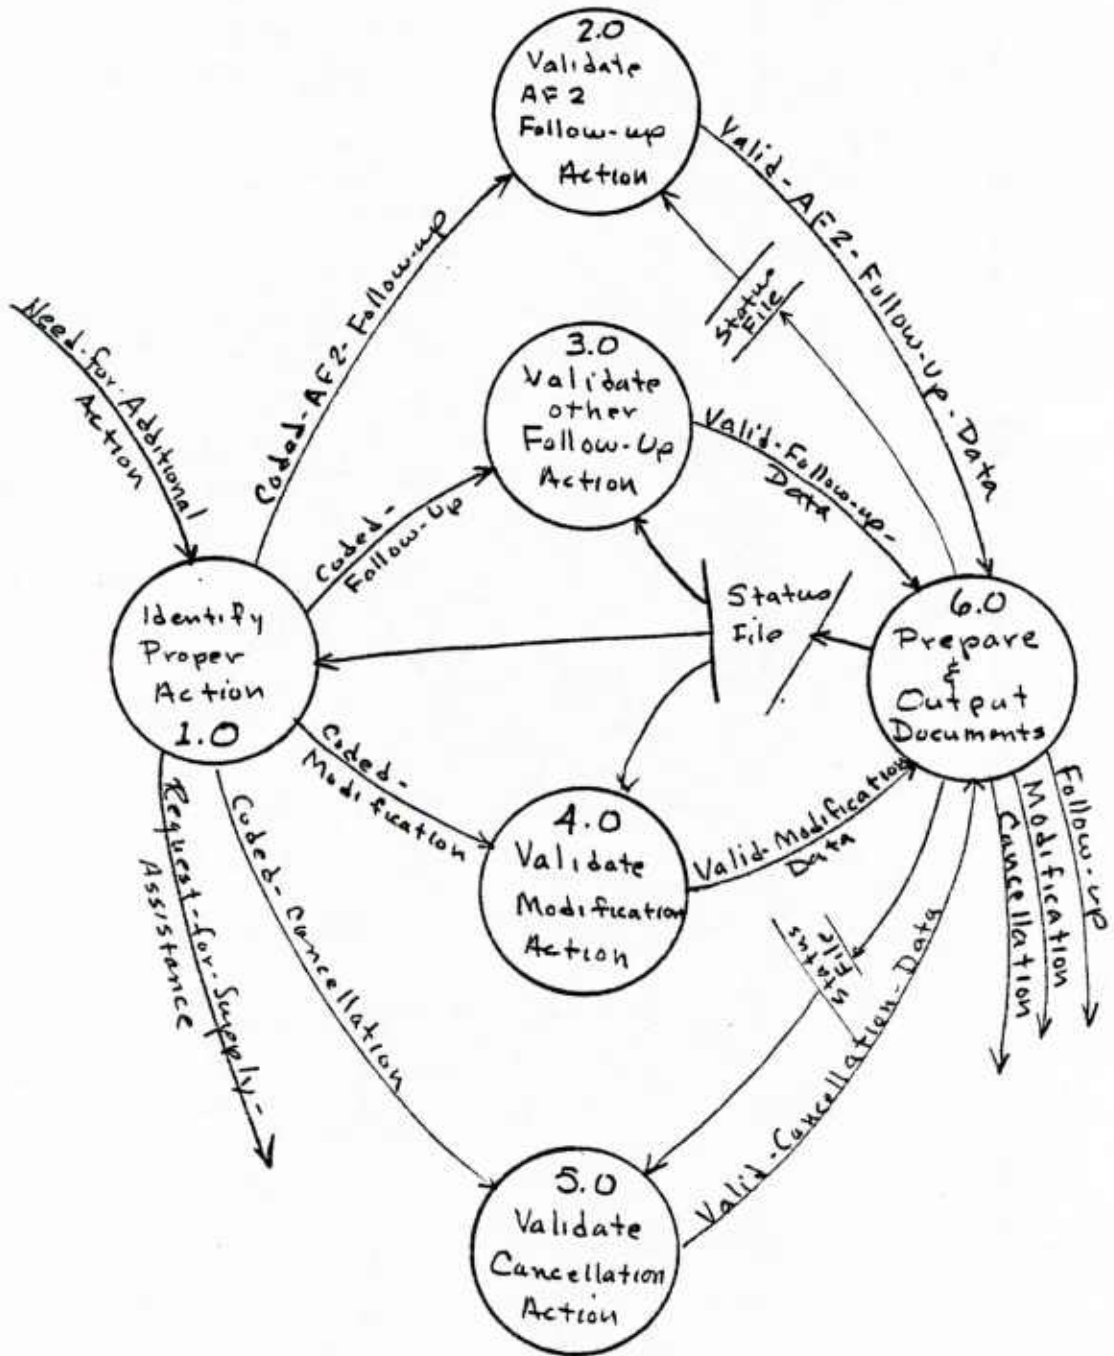 2.0
Validate
AF2
Follow-up
Action
Valid-AF2-Follow-Up-Data
Coded-AF2-Follow-up
Need-for-Additional
Action
Status
File
3.0
Validate
other
Follow-Up
Action
Valid-Follow-up-
Data
Coded-
Follow-Up
Identify
Proper
Action
1.0
Status
File
6.0
Prepare
&
Output
Documents
Coded-
Modification
4.0
Validate
Modification
Action
Valid-Modification
Data
Request-for-Supply-
Assistance
Coded-Cancellation
Status
File
Valid-Cancellation-Data
Cancellation
Modification
Follow-up
5.0
Validate
Cancellation
Action